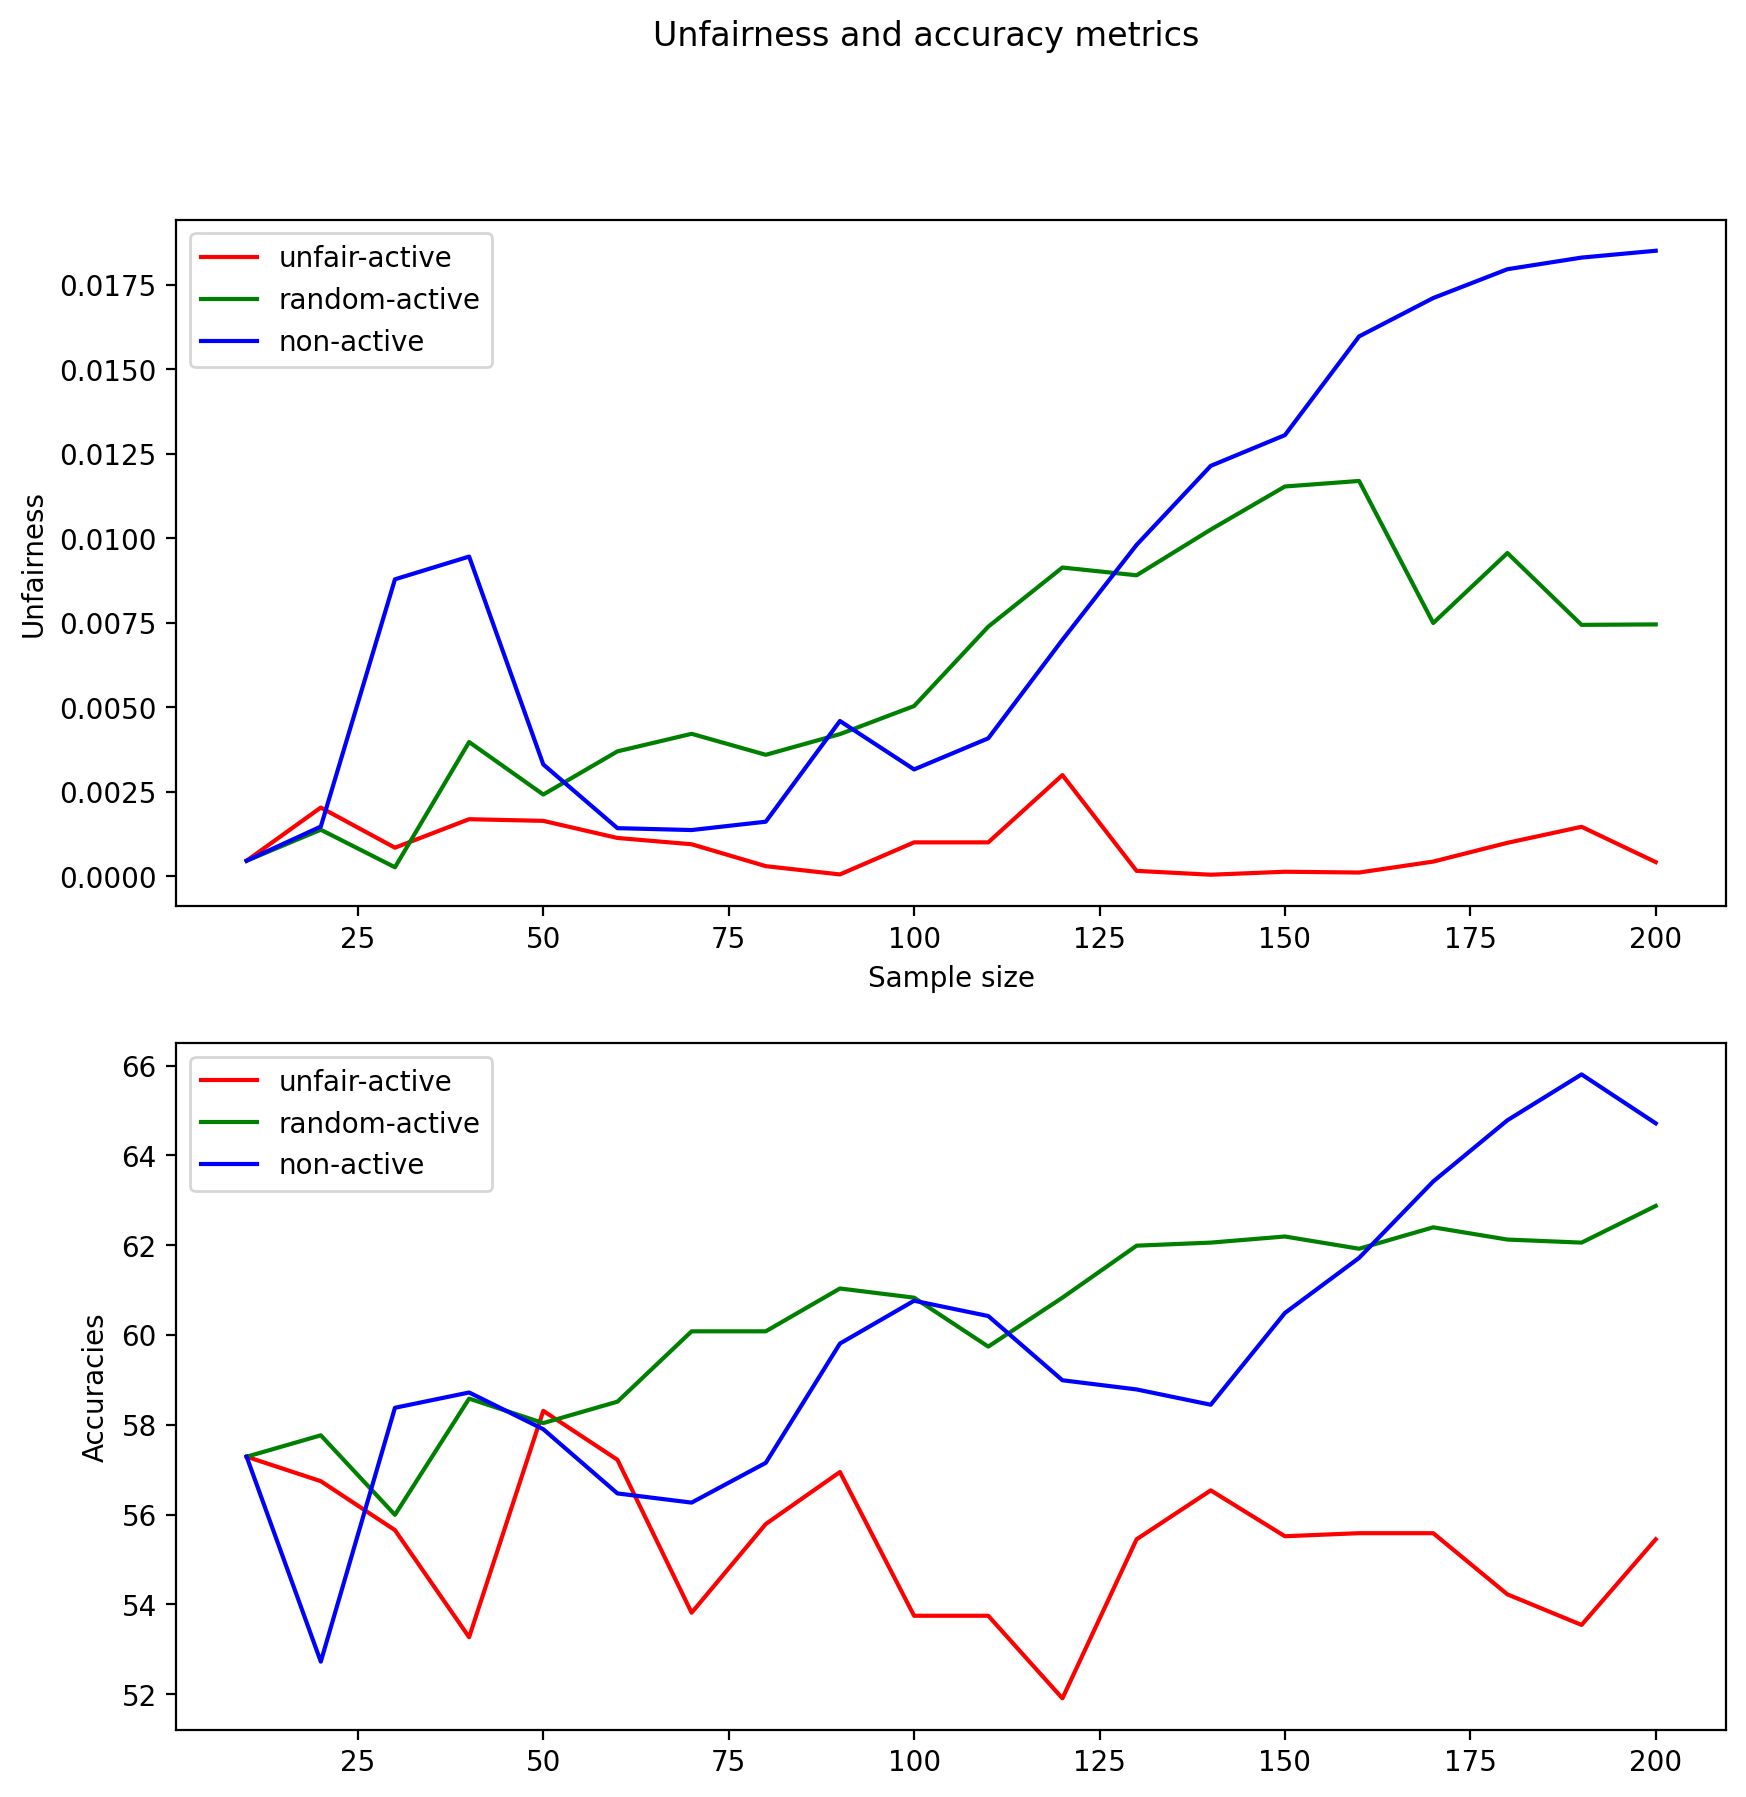 Unfairness and accuracy metrics
unfair-active
random-active
non-active
0.0175
0.0150
0.0125
0.0100
0.0075
0.0050
0.0025
0.0000
Unfairness
25 50 75 100 125 150 175 200
Sample size
unfair-active
random-active
non-active
66
64
62
60
58
56
54
52
Accuracies
25 50 75 100 125 150 175 200